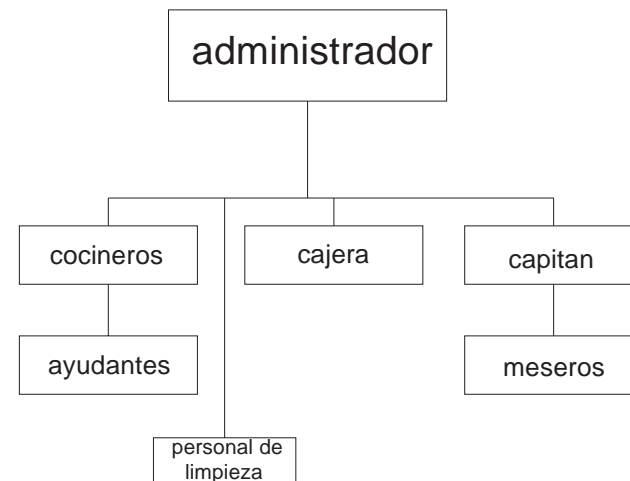 administrador
cocineros
cajera
capitan
ayudantes
meseros
personal de
limpieza